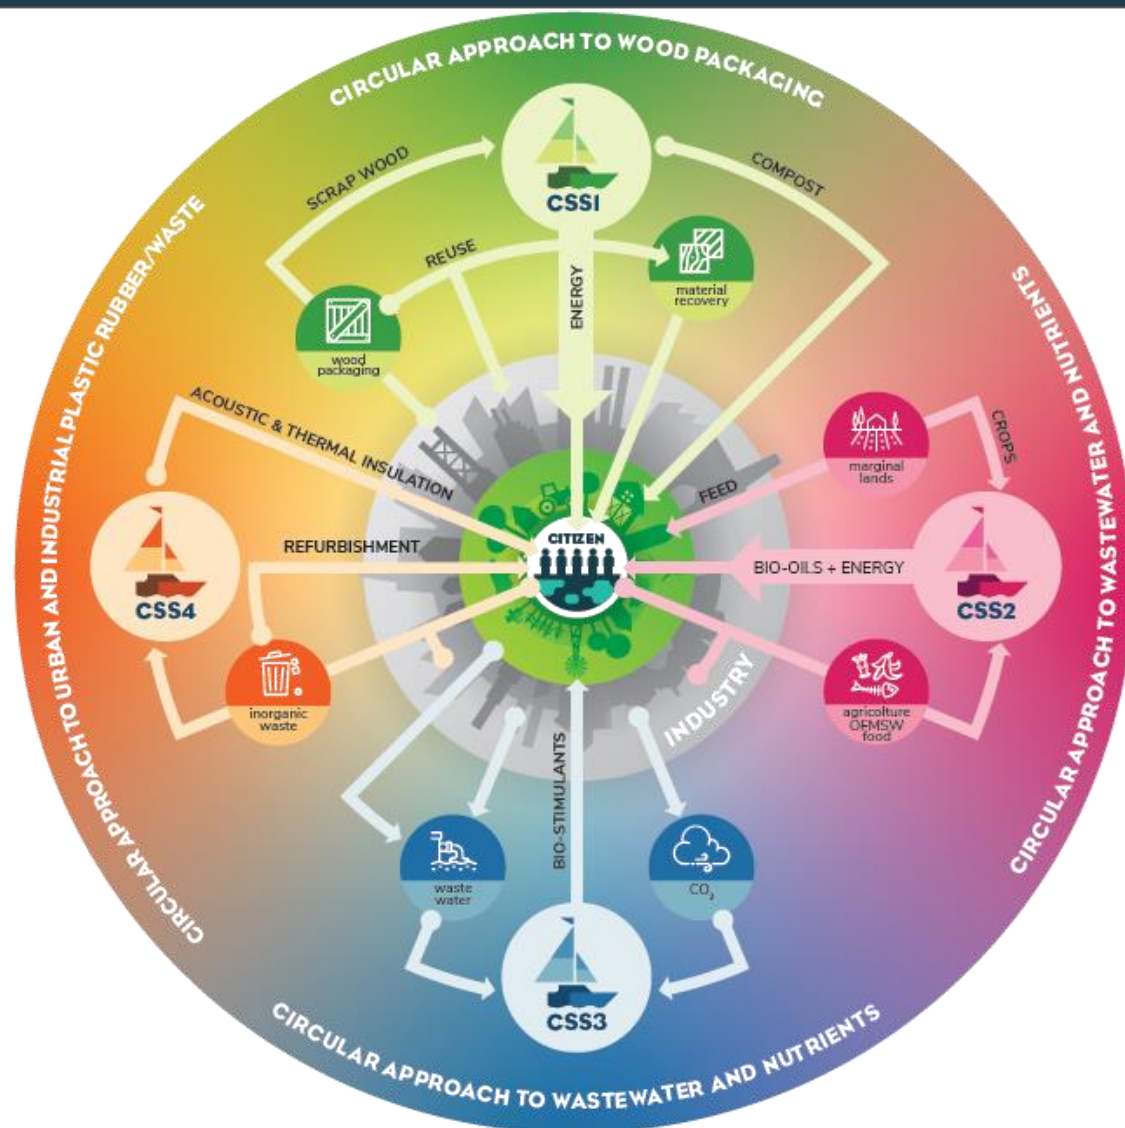 CIRCULAR APPROACH TO WOOD PACKAGING
SCRAP WOOD
CSS1
COMPOST
REUSE
ENERGY
material
recovery
wood
packaging
CIRCULAR APPROACH TO URBAN AND INDUSTRIAL PLASTIC RUBBER/WASTE
CIRCULAR APPROACH TO WASTEWATER AND NUTRIENTS
ACOUSTIC & THERMAL INSULATION
marginal
lands
CROPS
FEED
CITIZEN
REFURBISHMENT
BIO-OILS + ENERGY
CSS4
CSS2
inorganic
waste
agricolture
OFMSW
food
INDUSTRY
BIO-STIMULANTS
waste
water
CO₂
CSS3
CIRCULAR APPROACH TO WASTEWATER AND NUTRIENTS